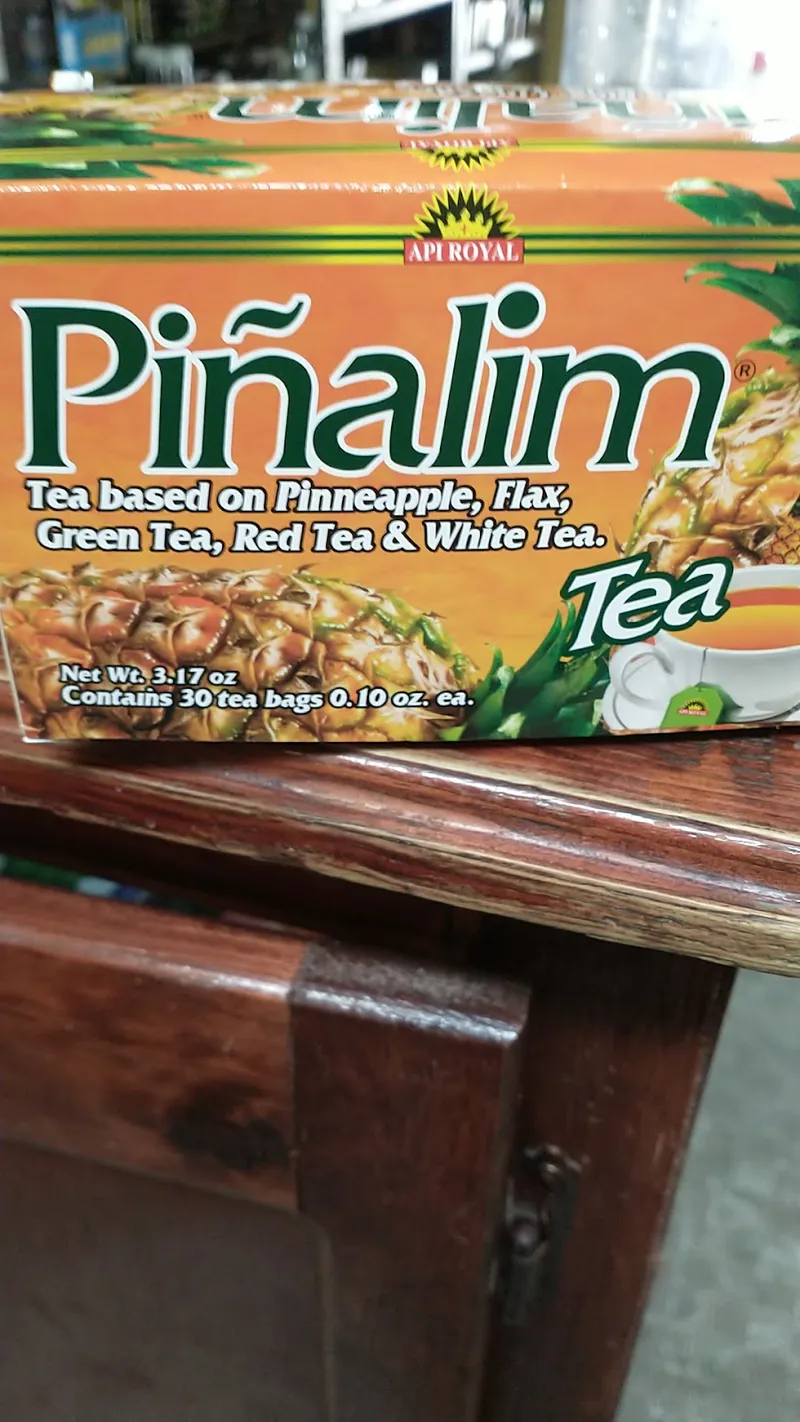 API ROYAL
Piñalim®
Tea based on Pinneapple, Flax,
Green Tea, Red Tea & White Tea.
Tea
Net Wt. 3.17 oz
Contains 30 tea bags 0.10 oz. ea.